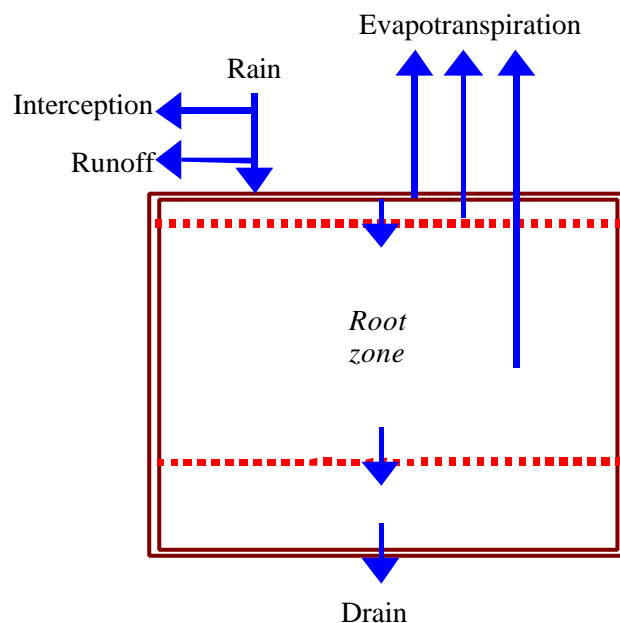 Evapotranspiration
Rain
Interception
Runoff
Root
zone
Drain